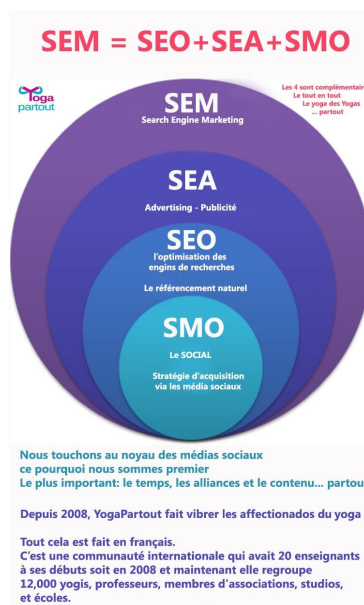 SEM = SEO+SEA+SMO
Yoga
partout
Les 4 sont complémentair
Le tout en tout
Le yoga des Yogas
... partout
SEM
Search Engine Marketing
SEA
Advertising - Publicité
SEO
l'optimisation des
engins de recherches
Le référencement naturel
SMO
Le SOCIAL
Stratégie d'acquisition
via les média sociaux
Nous touchons au noyau des médias sociaux
ce pourquoi nous sommes premier
Le plus important: le temps, les alliances et le contenu... partou
Depuis 2008, YogaPartout fait vibrer les affectionados du yoga
Tout cela est fait en français.
C'est une communauté internationale qui avait 20 enseignants
à ses débuts soit en 2008 et maintenant elle regroupe
12,000 yogis, professeurs, membres d'associations, studios,
et écoles.